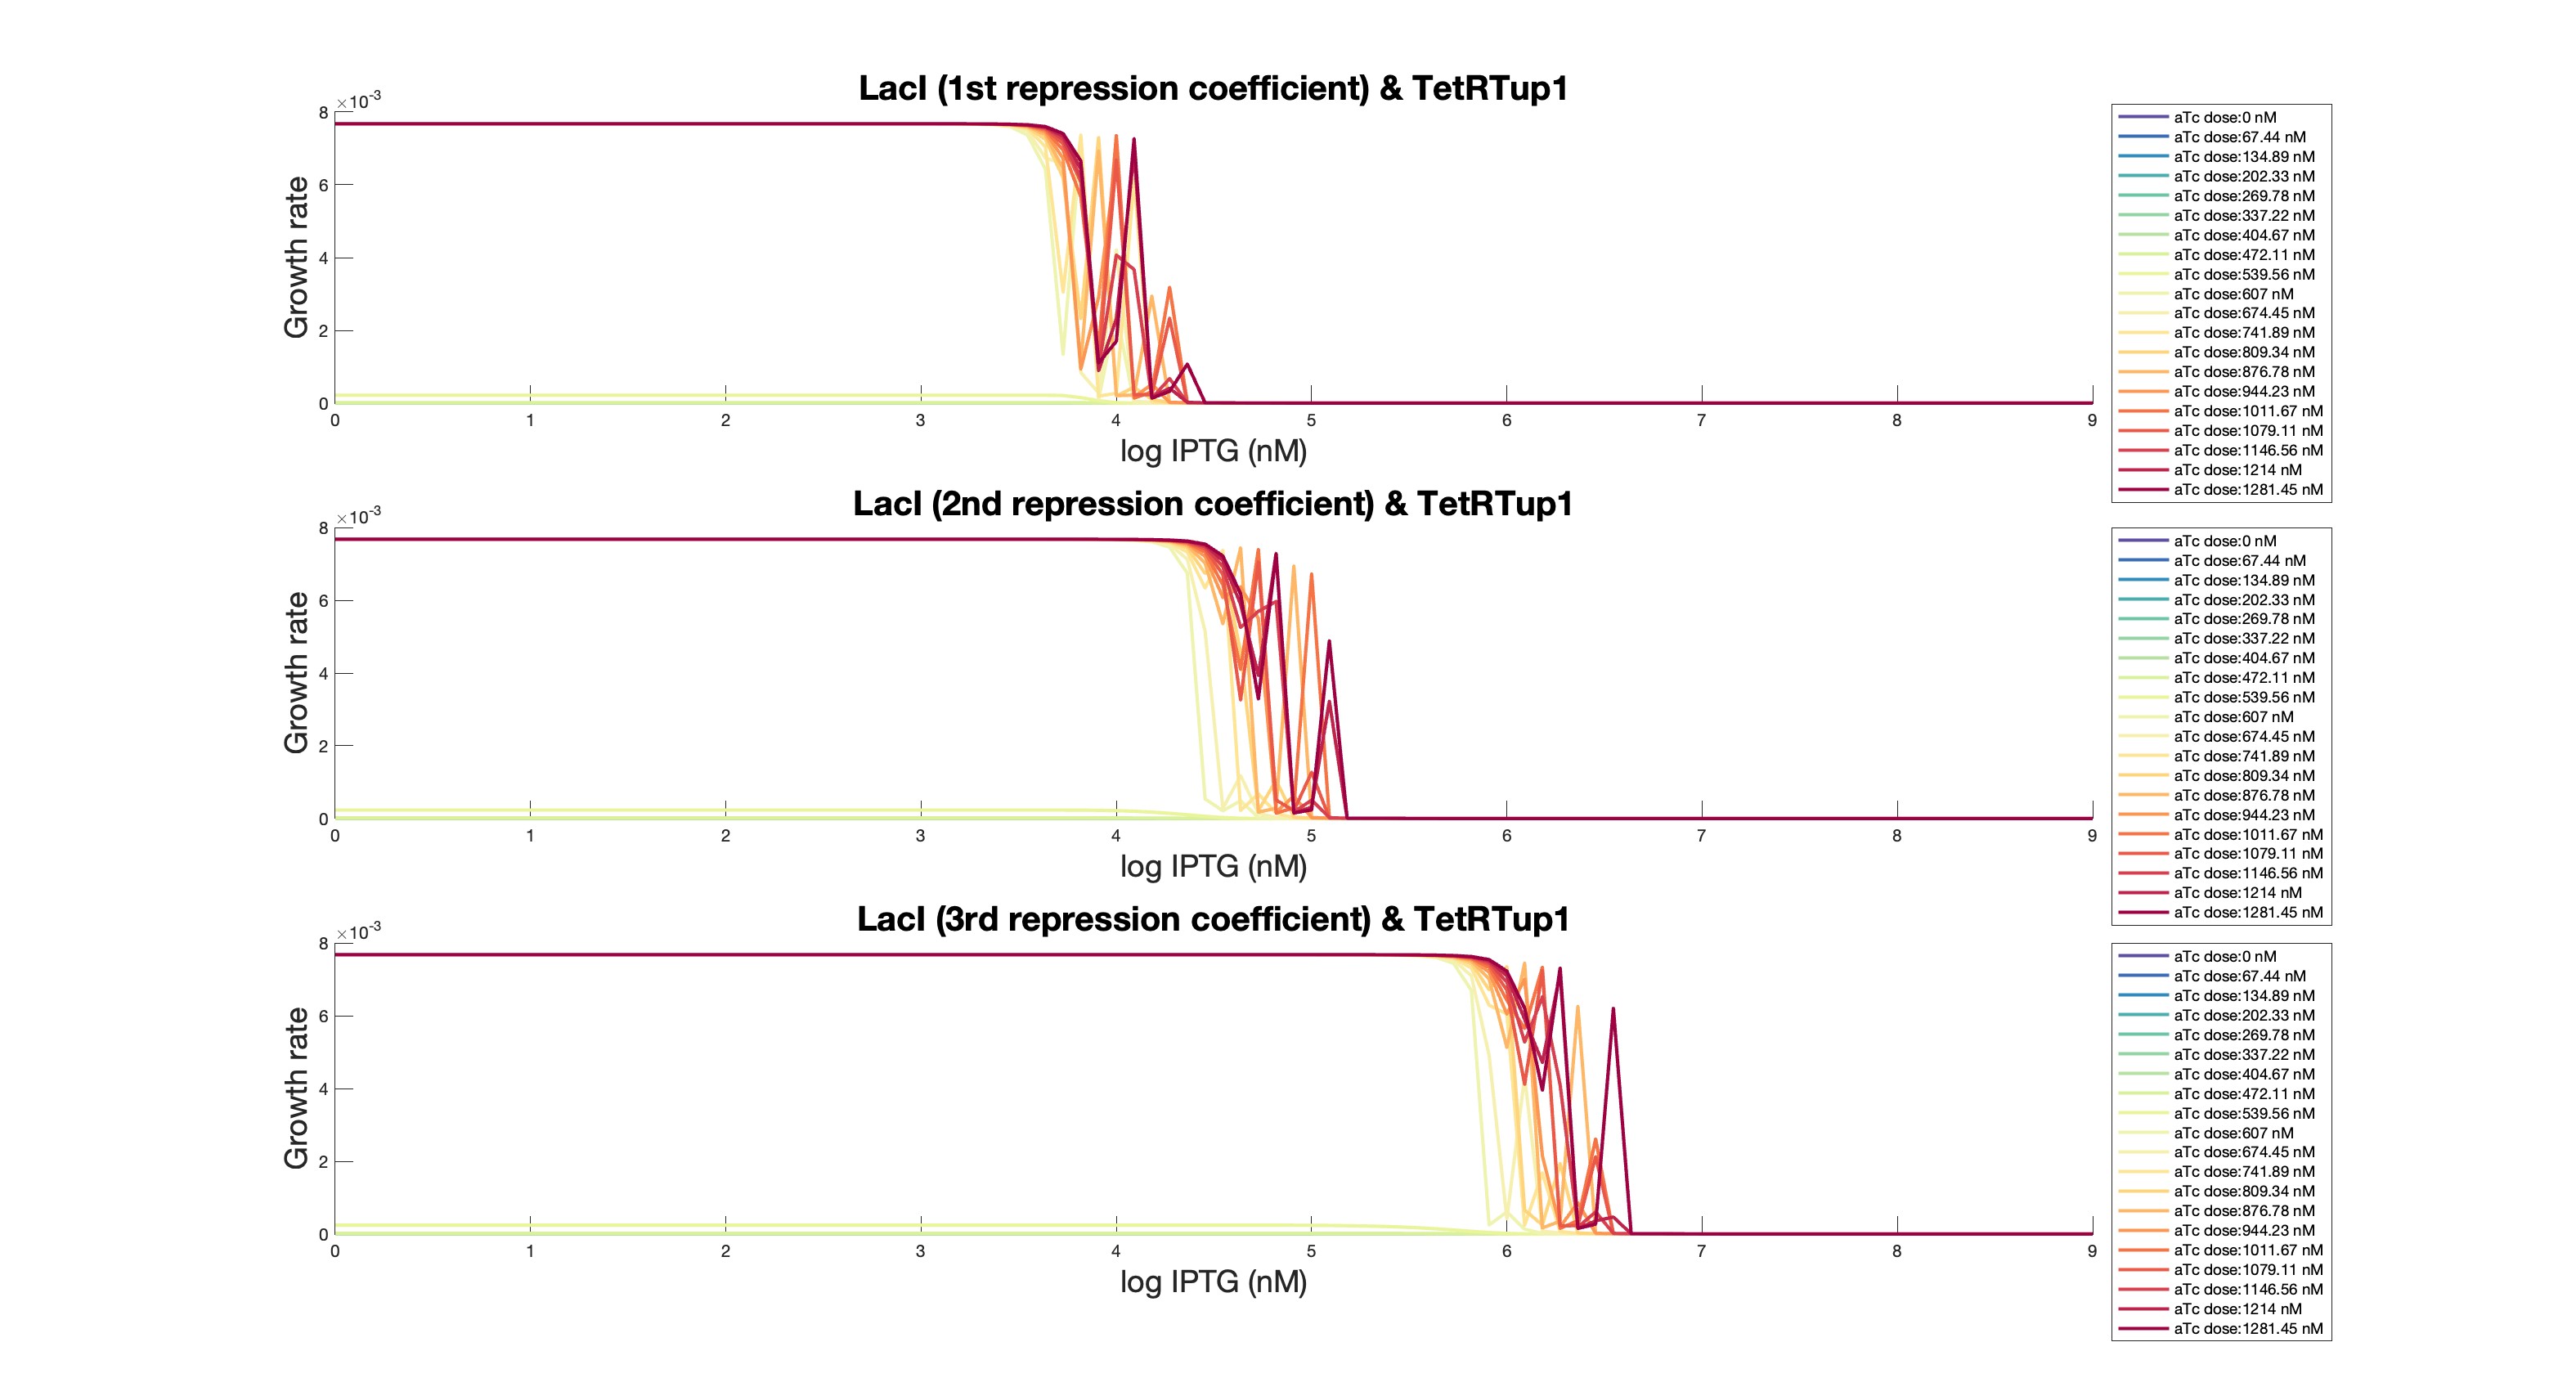 LacI (1st repression coefficient) & TetRTup1
×10-3
8
6
4
2
0
Growth rate
0 1 2 3 4 5 6 7 8 9
log IPTG (nM)
aTc dose:0 nM
aTc dose:67.44 nM
aTc dose:134.89 nM
aTc dose:202.33 nM
aTc dose:269.78 nM
aTc dose:337.22 nM
aTc dose:404.67 nM
aTc dose:472.11 nM
aTc dose:539.56 nM
aTc dose:607 nM
aTc dose:674.45 nM
aTc dose:741.89 nM
aTc dose:809.34 nM
aTc dose:876.78 nM
aTc dose:944.23 nM
aTc dose:1011.67 nM
aTc dose:1079.11 nM
aTc dose:1146.56 nM
aTc dose:1214 nM
aTc dose:1281.45 nM
LacI (2nd repression coefficient) & TetRTup1
×10-3
8
6
4
2
0
Growth rate
0 1 2 3 4 5 6 7 8 9
log IPTG (nM)
aTc dose:0 nM
aTc dose:67.44 nM
aTc dose:134.89 nM
aTc dose:202.33 nM
aTc dose:269.78 nM
aTc dose:337.22 nM
aTc dose:404.67 nM
aTc dose:472.11 nM
aTc dose:539.56 nM
aTc dose:607 nM
aTc dose:674.45 nM
aTc dose:741.89 nM
aTc dose:809.34 nM
aTc dose:876.78 nM
aTc dose:944.23 nM
aTc dose:1011.67 nM
aTc dose:1079.11 nM
aTc dose:1146.56 nM
aTc dose:1214 nM
aTc dose:1281.45 nM
LacI (3rd repression coefficient) & TetRTup1
×10-3
8
6
4
2
0
Growth rate
0 1 2 3 4 5 6 7 8 9
log IPTG (nM)
aTc dose:0 nM
aTc dose:67.44 nM
aTc dose:134.89 nM
aTc dose:202.33 nM
aTc dose:269.78 nM
aTc dose:337.22 nM
aTc dose:404.67 nM
aTc dose:472.11 nM
aTc dose:539.56 nM
aTc dose:607 nM
aTc dose:674.45 nM
aTc dose:741.89 nM
aTc dose:809.34 nM
aTc dose:876.78 nM
aTc dose:944.23 nM
aTc dose:1011.67 nM
aTc dose:1079.11 nM
aTc dose:1146.56 nM
aTc dose:1214 nM
aTc dose:1281.45 nM